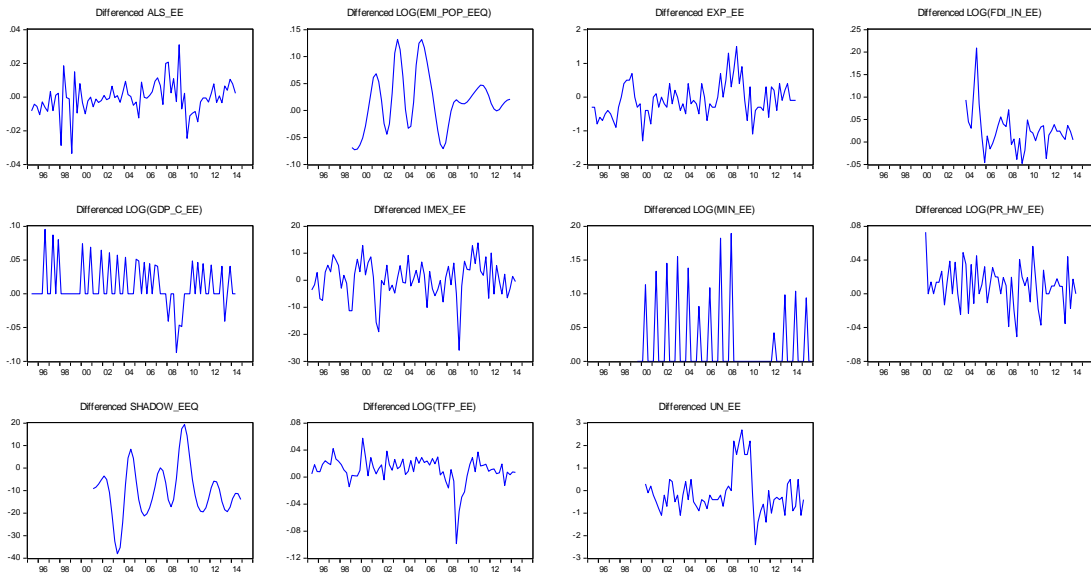 Differenced ALS_EE
.04
.02
.00
-.02
-.04
96 98 00 02 04 06 08 10 12 14
Differenced LOG(EMI_POP_EEQ)
.15
.10
.05
.00
-.05
-.10
96 98 00 02 04 06 08 10 12 14
Differenced EXP_EE
2
1
0
-1
-2
96 98 00 02 04 06 08 10 12 14
Differenced LOG(FDI_IN_EE)
.25
.20
.15
.10
.05
.00
-.05
96 98 00 02 04 06 08 10 12 14
Differenced LOG(GDP_C_EE)
.10
.05
.00
-.05
-.10
96 98 00 02 04 06 08 10 12 14
Differenced IMEX_EE
20
10
0
-10
-20
-30
96 98 00 02 04 06 08 10 12 14
Differenced LOG(MIN_EE)
.20
.15
.10
.05
.00
96 98 00 02 04 06 08 10 12 14
Differenced LOG(PR_HW_EE)
.08
.04
.00
-.04
-.08
96 98 00 02 04 06 08 10 12 14
Differenced SHADOW_EEQ
20
10
0
-10
-20
-30
-40
96 98 00 02 04 06 08 10 12 14
Differenced LOG(TFP_EE)
.08
.04
.00
-.04
-.08
-.12
96 98 00 02 04 06 08 10 12 14
Differenced UN_EE
3
2
1
0
-1
-2
-3
96 98 00 02 04 06 08 10 12 14